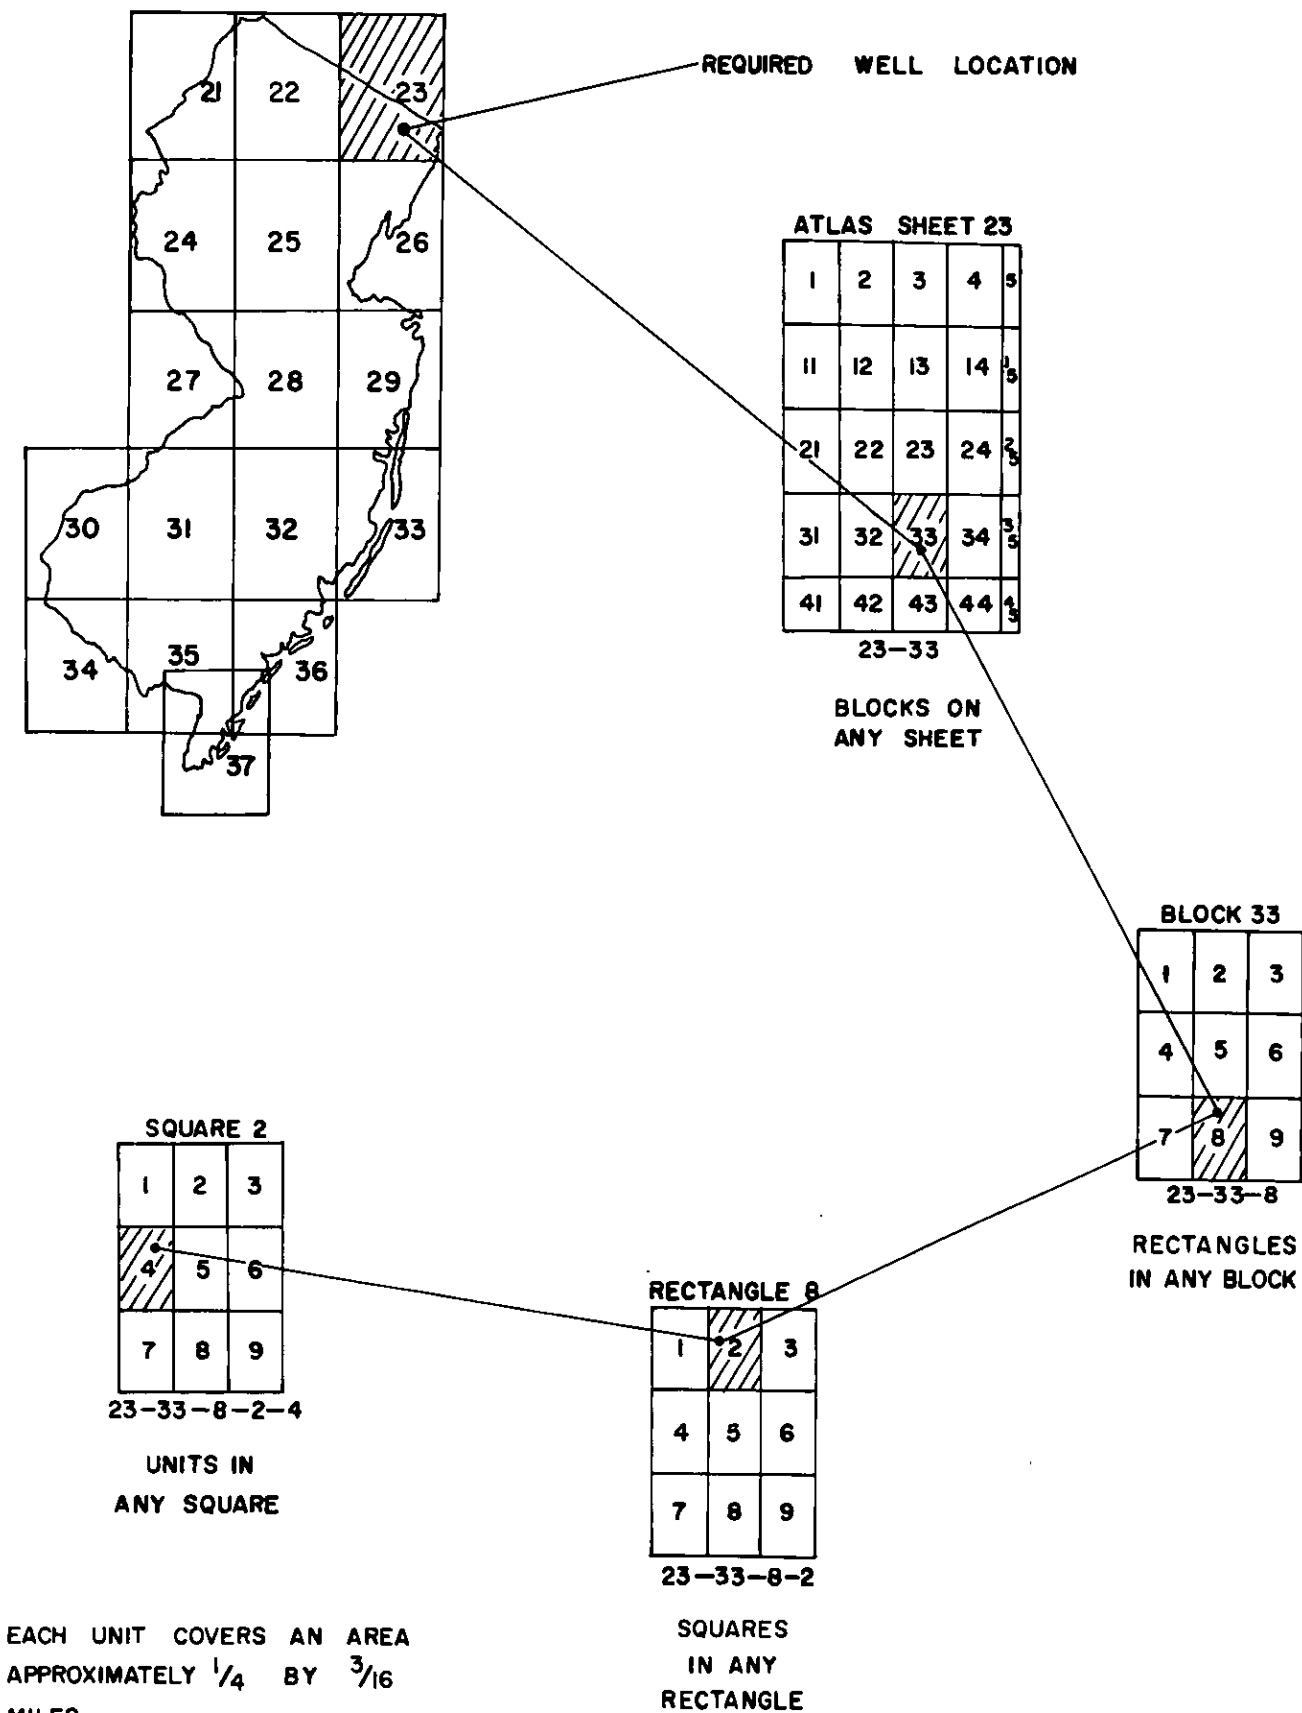 REQUIRED WELL LOCATION
21 22 23
24 25 26
27 28 29
30 31 32 33
34 35 36
37
ATLAS SHEET 23
1 2 3 4 5
11 12 13 14 15
21 22 23 24 25
31 32 33 34 35
41 42 43 44 45
23-33
BLOCKS ON
ANY SHEET
BLOCK 33
1 2 3
4 5 6
7 8 9
23-33-8
RECTANGLES
IN ANY BLOCK
SQUARE 2
1 2 3
4 5 6
7 8 9
23-33-8-2-4
UNITS IN
ANY SQUARE
RECTANGLE 8
1 2 3
4 5 6
7 8 9
23-33-8-2
SQUARES
IN ANY
RECTANGLE
EACH UNIT COVERS AN AREA
APPROXIMATELY 1/4 BY 3/16
MILES